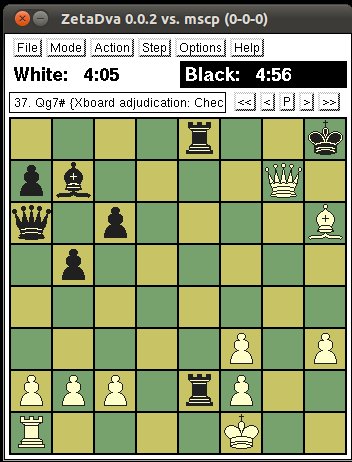 ZetaDva 0.0.2 vs. mscp (0-0-0)
File Mode Action Step Options Help
White: 4:05 Black: 4:56
37. Qg7# {Xboard adjudication: Chec << < P > >>